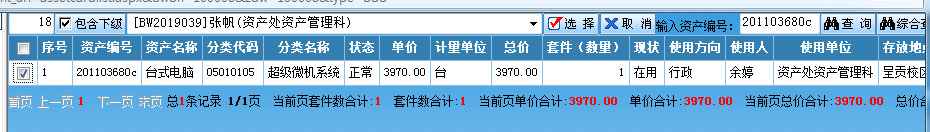 18 包含下级 [BW2019039]张帆(资产处资产管理科) 选 择 取 消 输入资产编号: 201103680c 查 询 综合查
序号 资产编号 资产名称 分类代码 分类名称 状态 单价 计量单位 总价 套件（数量） 现状 使用方向 使用人 使用单位 存放地点
1 201103680c 台式电脑 05010105 超级微机系统 正常 3970.00 台 3970.00 1 在用 行政 余婷 资产处资产管理科 呈贡校区
首页 上一页 1 下一页 末页 总1条记录 1/1页 当前页套件数合计:1 套件数合计:1 当前页单价合计:3970.00 单价合计:3970.00 当前页总价合计:3970.00 总价合